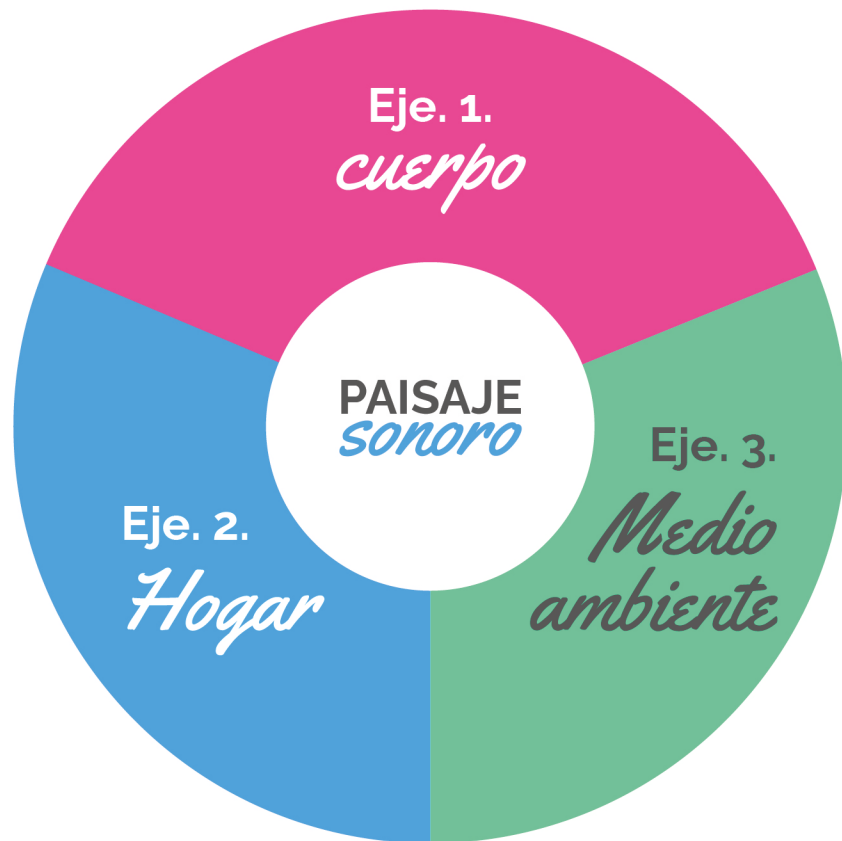 Eje. 1.
cuerpo
PAISAJE
sonoro
Eje. 2.
Hogar
Eje. 3.
Medio
ambiente